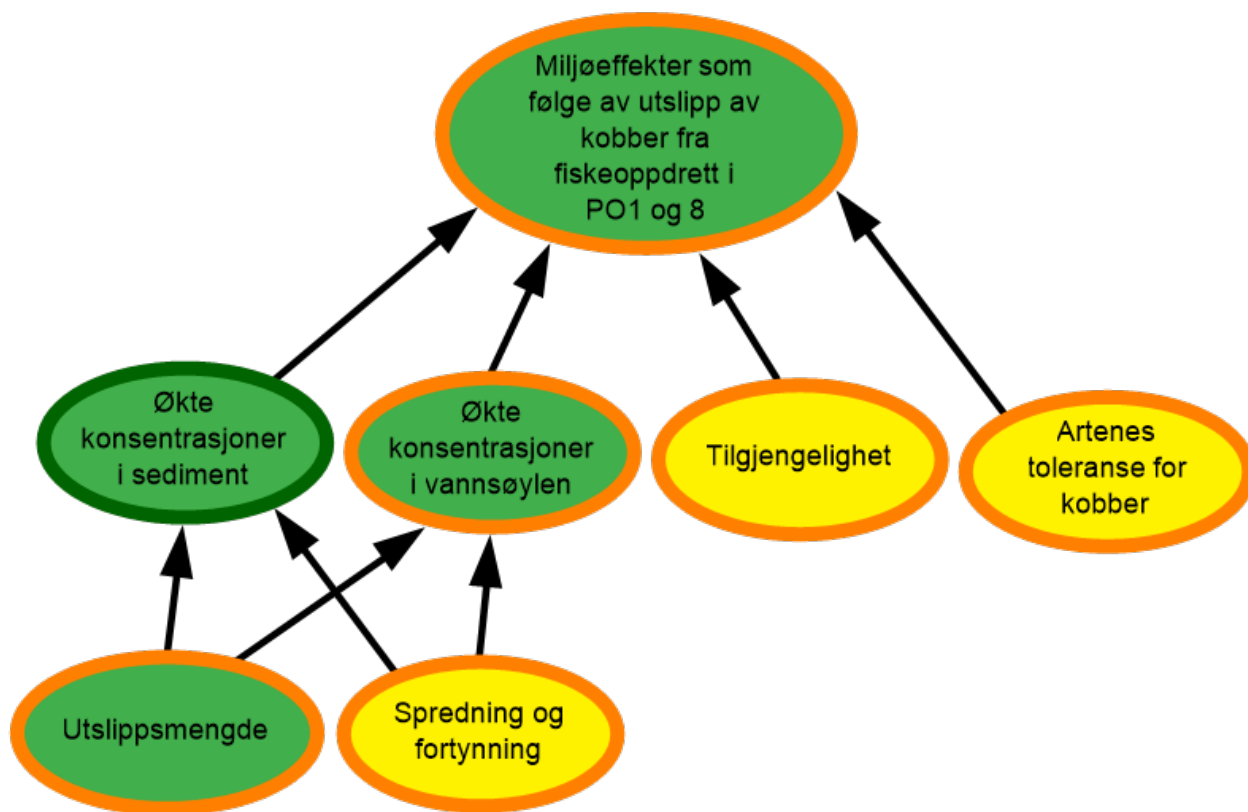 Miljøeffekter som
følge av utslipp av
kobber fra
fiskeoppdrett i
PO1 og 8
Økte
konsentrasjoner
i sediment
Økte
konsentrasjoner
i vannsøylen
Tilgjengelighet
Artenes
toleranse for
kobber
Utslippsmengde
Spredning og
fortynning